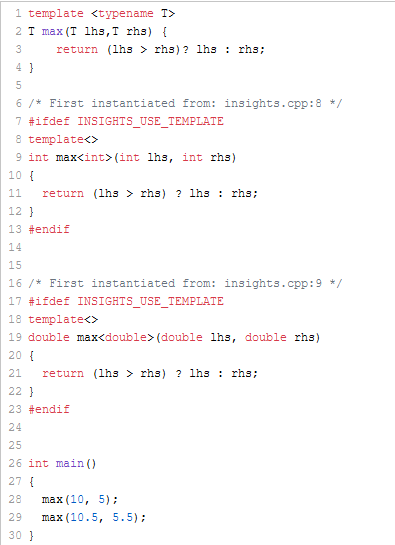 1 template <typename T>
2 T max(T lhs,T rhs) {
3     return (lhs > rhs)? lhs : rhs;
4 }
5
6 /* First instantiated from: insights.cpp:8 */
7 #ifdef INSIGHTS_USE_TEMPLATE
8 template<>
9 int max<int>(int lhs, int rhs)
10 {
11   return (lhs > rhs) ? lhs : rhs;
12 }
13 #endif
14
15
16 /* First instantiated from: insights.cpp:9 */
17 #ifdef INSIGHTS_USE_TEMPLATE
18 template<>
19 double max<double>(double lhs, double rhs)
20 {
21   return (lhs > rhs) ? lhs : rhs;
22 }
23 #endif
24
25
26 int main()
27 {
28   max(10, 5);
29   max(10.5, 5.5);
30 }